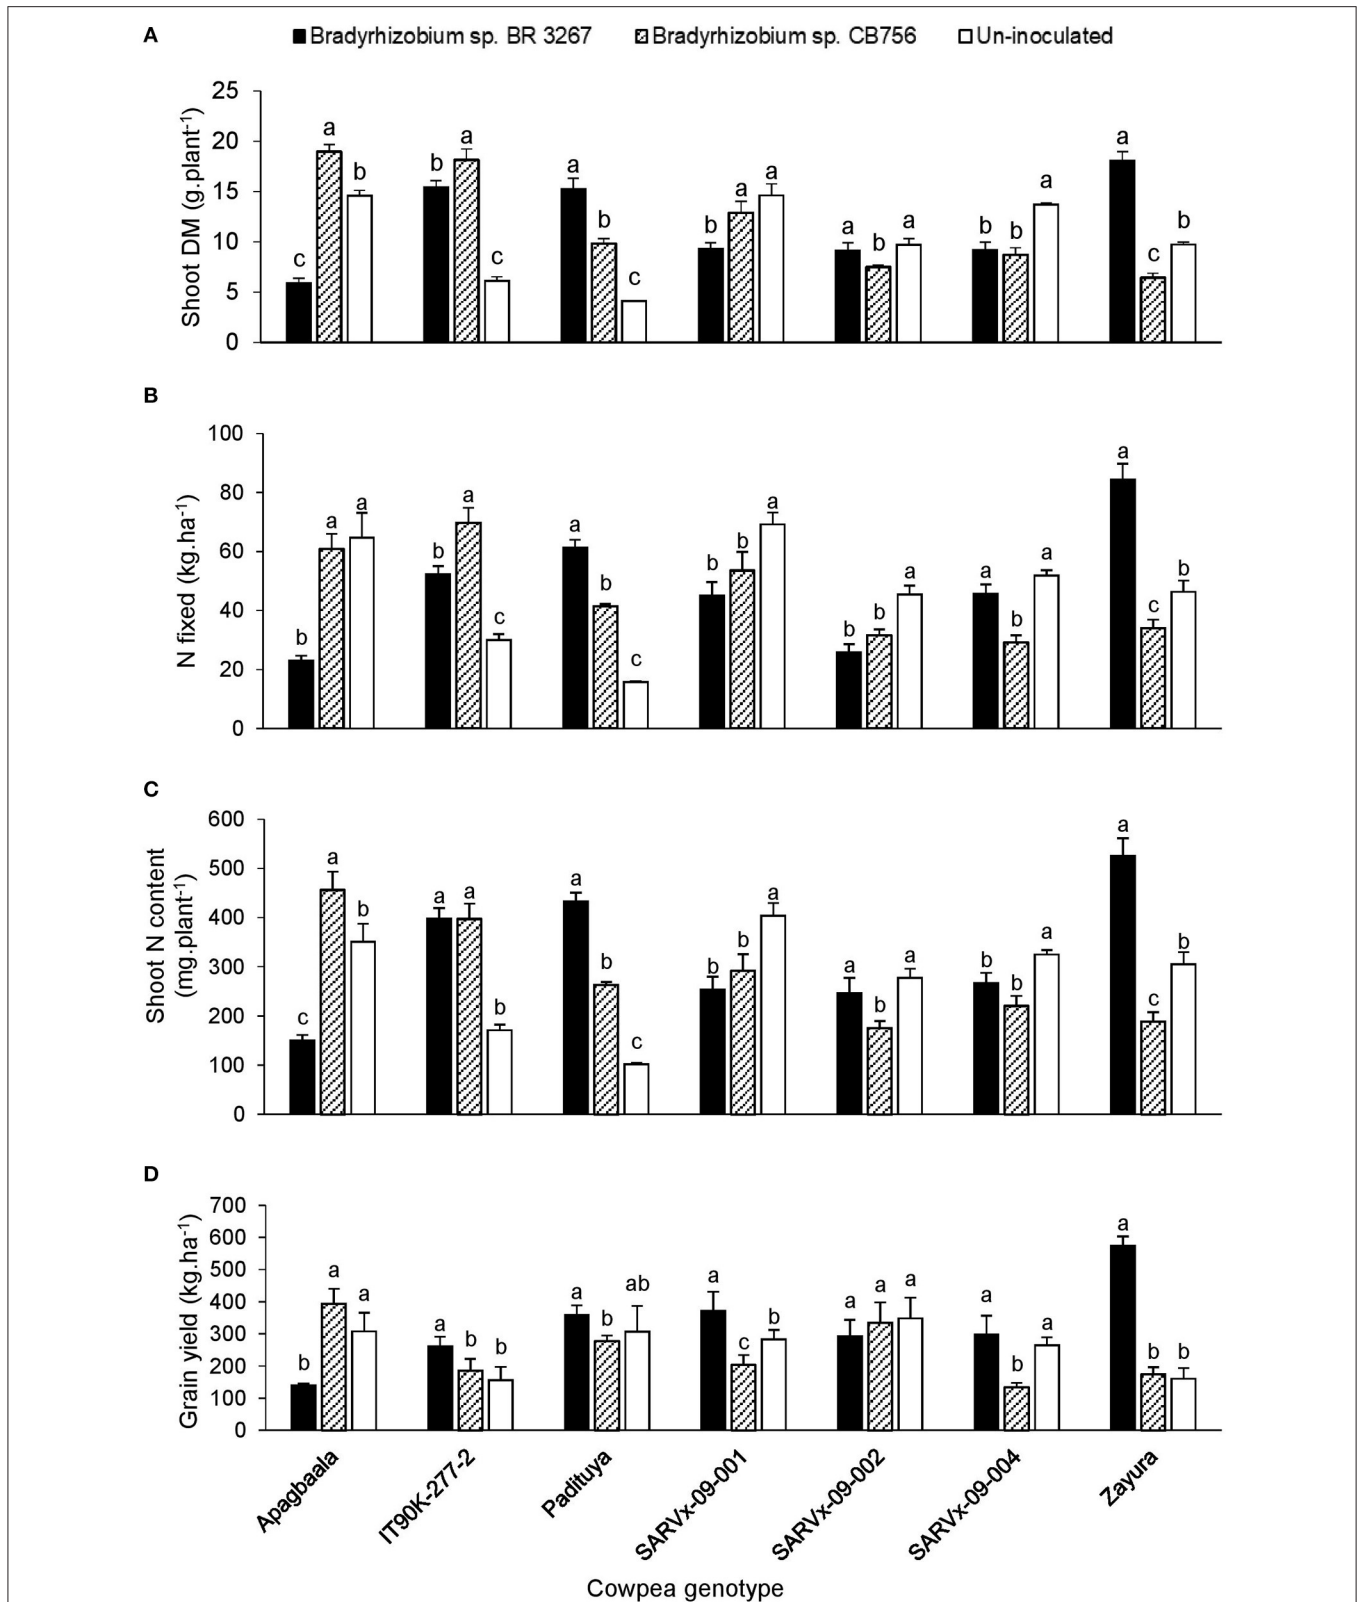 A
Bradyrhizobium sp. BR 3267 Bradyrhizobium sp. CB756 Un-inoculated
Shoot DM (g.plant-1)
25
20
15
10
5
0
c a b
b a c
a b c
b a a
a b a
b b a
a c b
B
N fixed (kg.ha-1)
100
80
60
40
20
0
b a a
b a c
a b c
b b a
b b a
a b a
a c b
C
Shoot N content
(mg.plant-1)
600
500
400
300
200
100
0
c a b
a a b
a b c
b b a
a b a
b b a
a c b
D
Grain yield (kg.ha-1)
700
600
500
400
300
200
100
0
b a a
a b b
a b ab
a c b
a a a
a b a
a b b
Apagbaala
IT90K-277-2
Padituya
SARVx-09-001
SARVx-09-002
SARVx-09-004
Zayura
Cowpea genotype